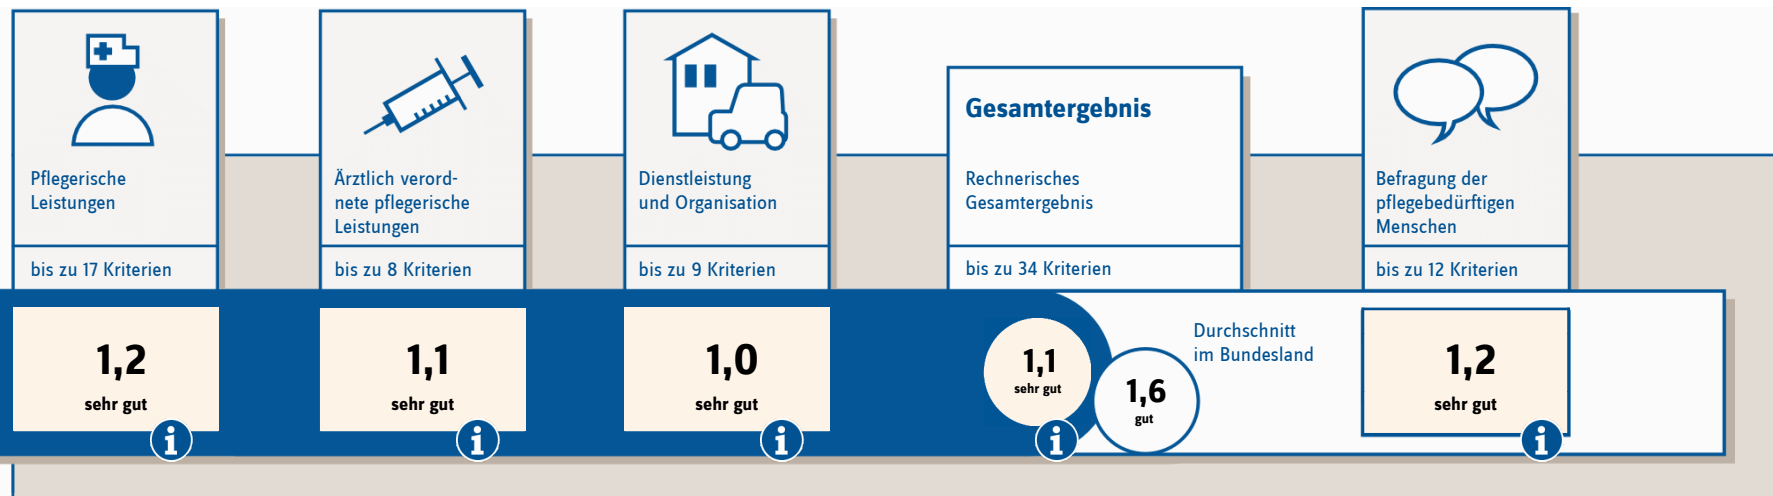 Pflegerische
Leistungen
bis zu 17 Kriterien
1,2
sehr gut
i
Ärztlich verord-
nete pflegerische
Leistungen
bis zu 8 Kriterien
1,1
sehr gut
i
Dienstleistung
und Organisation
bis zu 9 Kriterien
1,0
sehr gut
i
Gesamtergebnis
Rechnerisches
Gesamtergebnis
bis zu 34 Kriterien
1,1
sehr gut
i
1,6
gut
Durchschnitt
im Bundesland
Befragung der
pflegebedürftigen
Menschen
bis zu 12 Kriterien
1,2
sehr gut
i